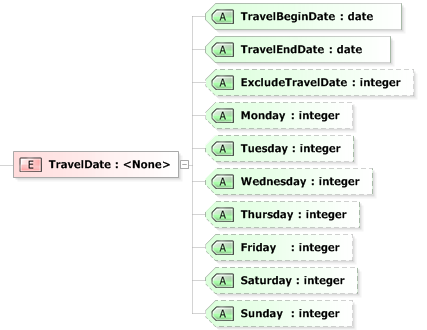 A TravelBeginDate : date
A TravelEndDate : date
A ExcludeTravelDate : integer
A Monday : integer
A Tuesday : integer
E TravelDate : <None>
A Wednesday : integer
A Thursday : integer
A Friday : integer
A Saturday : integer
A Sunday : integer